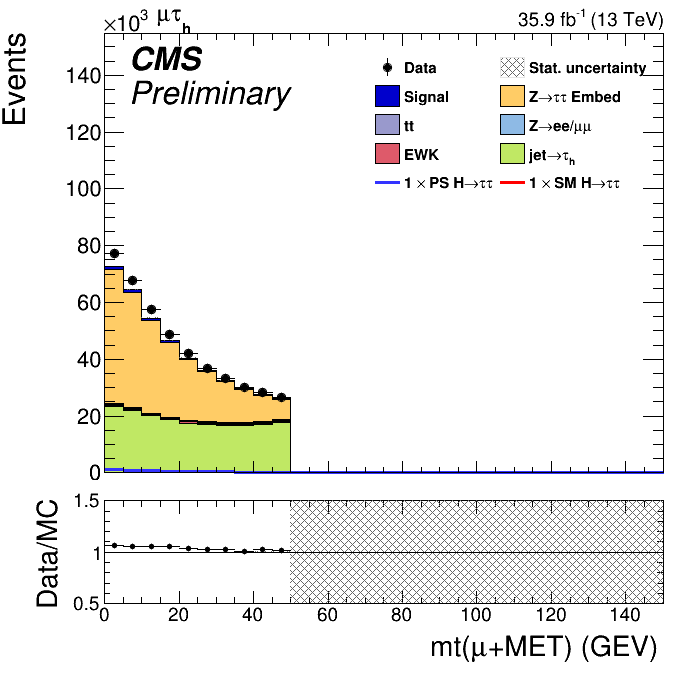 ×10³ μτh 35.9 fb⁻¹ (13 TeV)
Events
CMS
Preliminary
Data
Stat. uncertainty
Signal
Z→ττ Embed
tt
Z→ee/μμ
EWK
jet→τh
1 × PS H→ττ
1 × SM H→ττ
140
120
100
80
60
40
20
0
Data/MC
1.5
1
0.5
0 20 40 60 80 100 120 140
mt(μ+MET) (GEV)